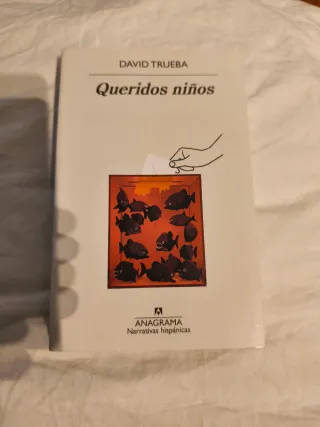 DAVID TRUEBA
Queridos niños
ANAGRAMA
Narrativas hispánicas